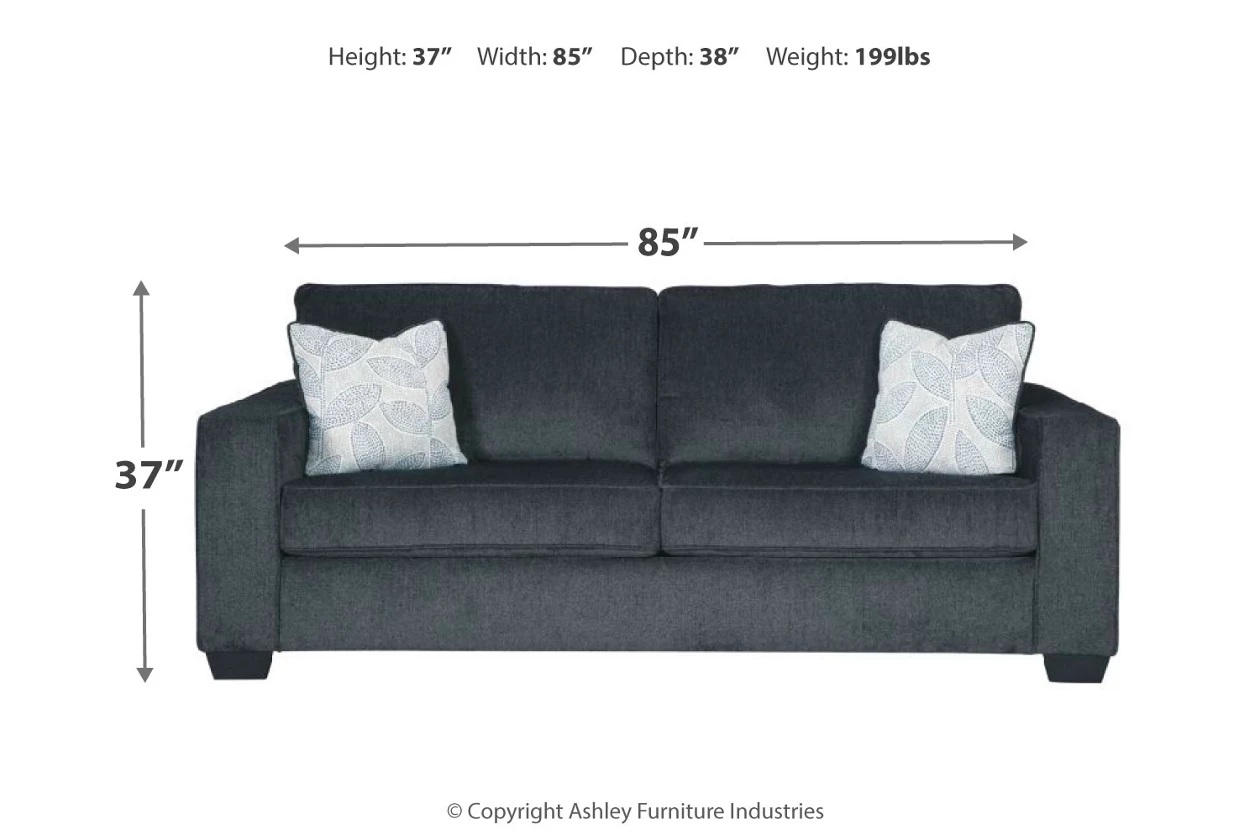 Height: 37” Width: 85” Depth: 38” Weight: 199lbs
85”
37”
© Copyright Ashley Furniture Industries